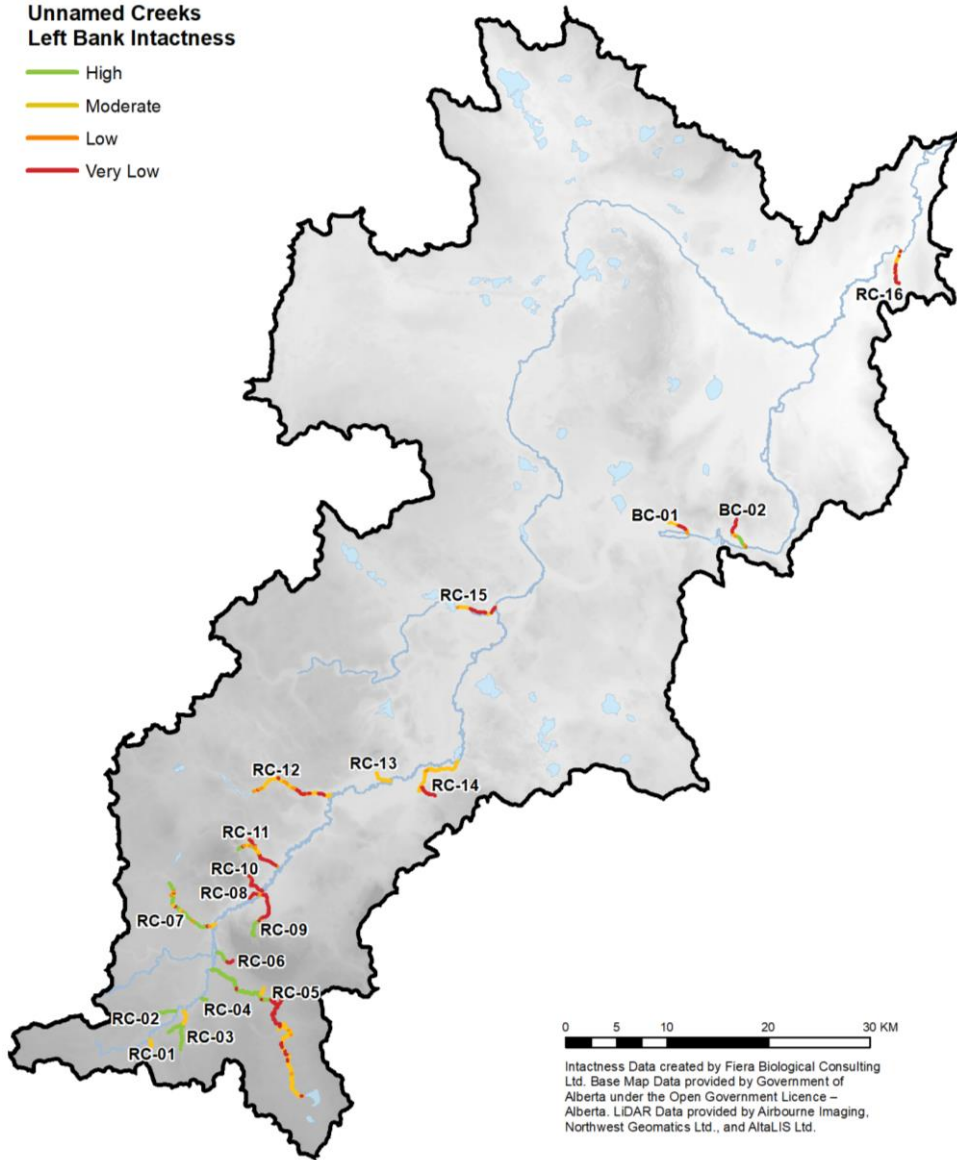 Unnamed Creeks
Left Bank Intactness
High
Moderate
Low
Very Low
RC-16
BC-01
BC-02
RC-15
RC-12
RC-13
RC-14
RC-11
RC-10
RC-08
RC-07
RC-09
RC-06
RC-05
RC-04
RC-02
RC-03
RC-01
0 5 10 20 30 KM
Intactness Data created by Fiera Biological Consulting
Ltd. Base Map Data provided by Government of
Alberta under the Open Government Licence –
Alberta. LiDAR Data provided by Airbourne Imaging,
Northwest Geomatics Ltd., and AltaLIS Ltd.